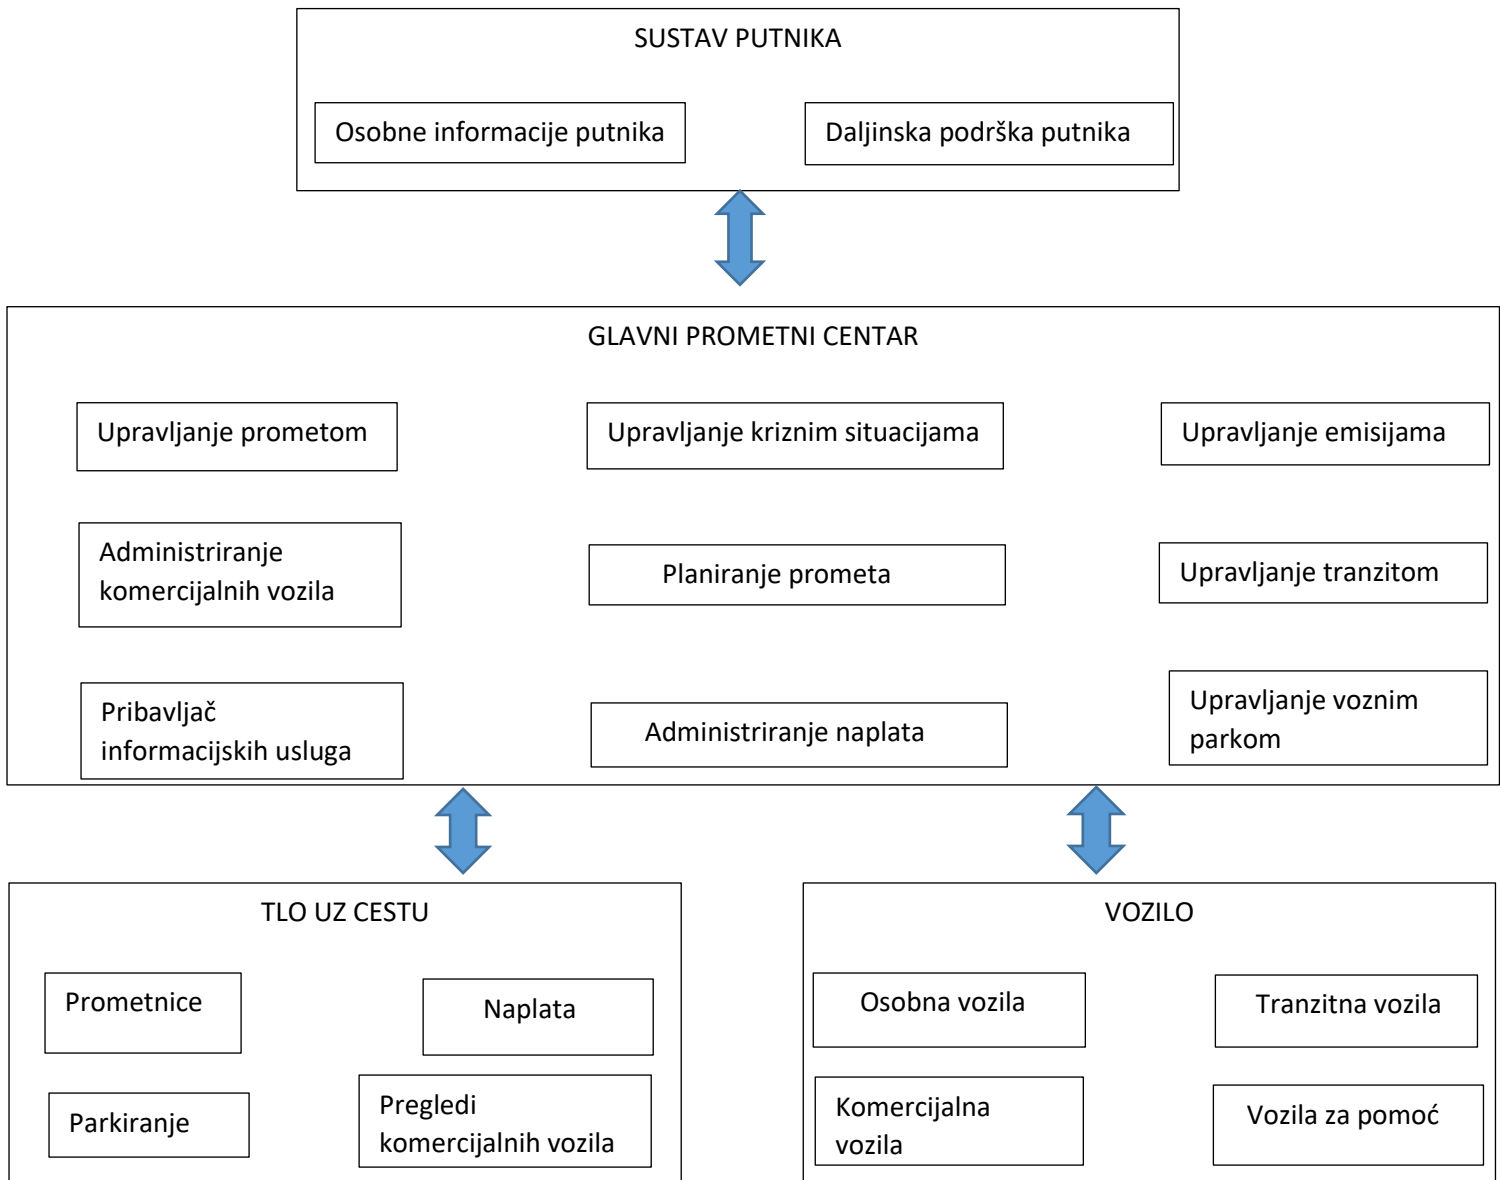 SUSTAV PUTNIKA
Osobne informacije putnika
Daljinska podrška putnika
GLAVNI PROMETNI CENTAR
Upravljanje prometom
Upravljanje kriznim situacijama
Upravljanje emisijama
Administriranje
komercijalnih vozila
Planiranje prometa
Upravljanje tranzitom
Pribavljač
informacijskih usluga
Administriranje naplata
Upravljanje voznim
parkom
TLO UZ CESTU
Prometnice
Naplata
Parkiranje
Pregledi
komercijalnih vozila
VOZILO
Osobna vozila
Tranzitna vozila
Komercijalna
vozila
Vozila za pomoć